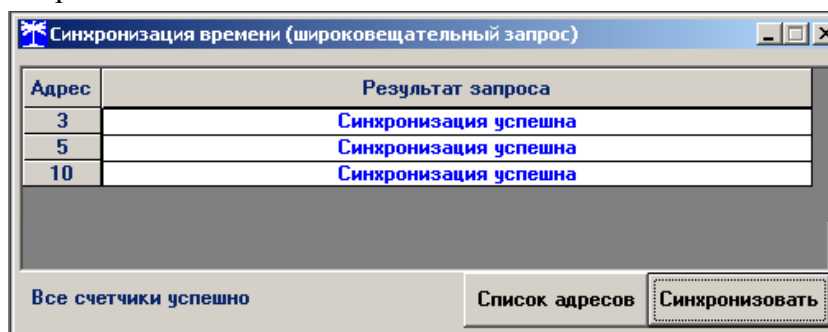 Синхронизация времени (широковещательный запрос)
Адрес Результат запроса
3 Синхронизация успешна
5 Синхронизация успешна
10 Синхронизация успешна
Все счетчики успешно Список адресов Синхронизовать